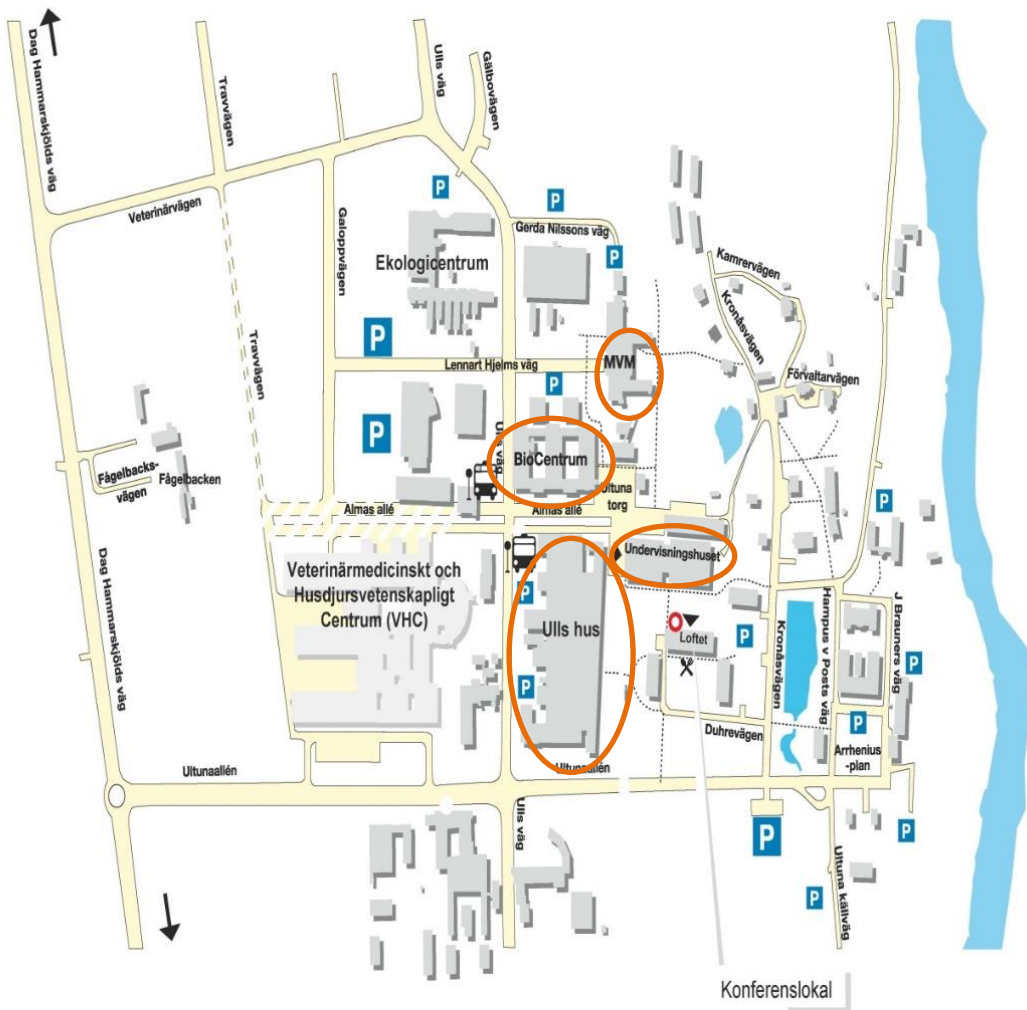 Dag Hammarskjölds väg
Travvägen
Ulls väg
Gälbovägen
Veterinärvägen
P
P
Gerda Nilssons väg
P
Galoppvägen
Ekologicentrum
Kamrervägen
Kronåsvägen
Travvägen
P
Lennart Hjelms väg
MVM
Förvaltarvägen
P
P
Ulls väg
BioCentrum
Fågelbacks-
vägen
Fågelbacken
Ultuna
torg
Almas allé
Almas allé
P
Undervisningshuset
Veterinärmedicinskt och
Husdjursvetenskapligt
Centrum (VHC)
P
Ulls hus
Loftet
P
Kronåsvägen
Hampus v Posts väg
J Brauners väg
P
Dag Hammarskjölds väg
P
Duhrevägen
P
Arrhenius
-plan
Ultunaallén
Ultunaallén
Ulls väg
P
P
P
Ultuna källväg
Konferenslokal